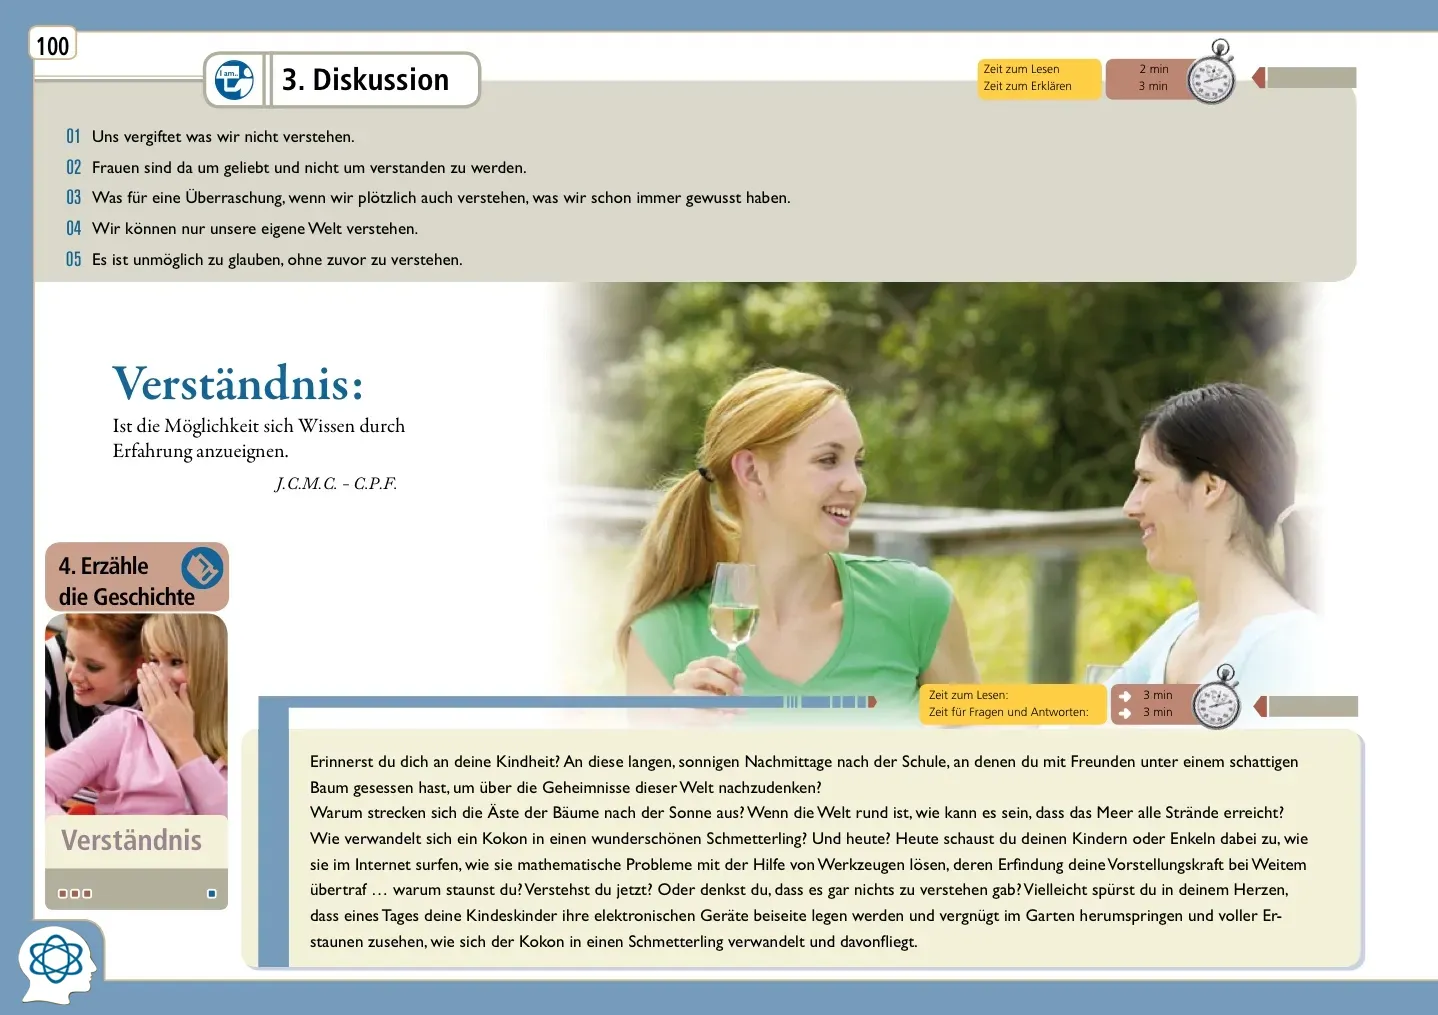 100
I am...
3. Diskussion
Zeit zum Lesen 2 min
Zeit zum Erklären 3 min
01 Uns vergiftet was wir nicht verstehen.
02 Frauen sind da um geliebt und nicht um verstanden zu werden.
03 Was für eine Überraschung, wenn wir plötzlich auch verstehen, was wir schon immer gewusst haben.
04 Wir können nur unsere eigene Welt verstehen.
05 Es ist unmöglich zu glauben, ohne zuvor zu verstehen.
Verständnis:
Ist die Möglichkeit sich Wissen durch
Erfahrung anzueignen.
J.C.M.C. - C.P.F.
4. Erzähle
die Geschichte
Verständnis
Zeit zum Lesen: 3 min
Zeit für Fragen und Antworten: 3 min
Erinnerst du dich an deine Kindheit? An diese langen, sonnigen Nachmittage nach der Schule, an denen du mit Freunden unter einem schattigen
Baum gesessen hast, um über die Geheimnisse dieser Welt nachzudenken?
Warum strecken sich die Äste der Bäume nach der Sonne aus? Wenn die Welt rund ist, wie kann es sein, dass das Meer alle Strände erreicht?
Wie verwandelt sich ein Kokon in einen wunderschönen Schmetterling? Und heute? Heute schaust du deinen Kindern oder Enkeln dabei zu, wie
sie im Internet surfen, wie sie mathematische Probleme mit der Hilfe von Werkzeugen lösen, deren Erfindung deine Vorstellungskraft bei Weitem
übertraf … warum staunst du? Verstehst du jetzt? Oder denkst du, dass es gar nichts zu verstehen gab? Vielleicht spürst du in deinem Herzen,
dass eines Tages deine Kindeskinder ihre elektronischen Geräte beiseite legen werden und vergnügt im Garten herumspringen und voller Er-
staunen zusehen, wie sich der Kokon in einen Schmetterling verwandelt und davonfliegt.